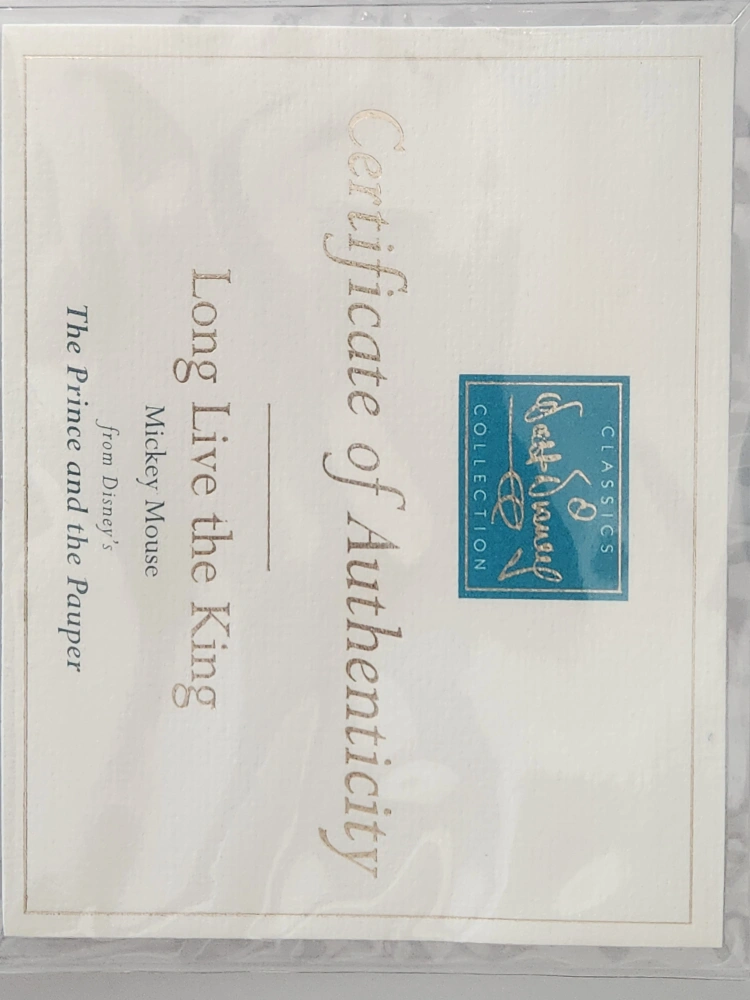 CLASSICS
Walt Disney
COLLECTION
Certificate of Authenticity
Long Live the King
Mickey Mouse
from Disney's
The Prince and the Pauper